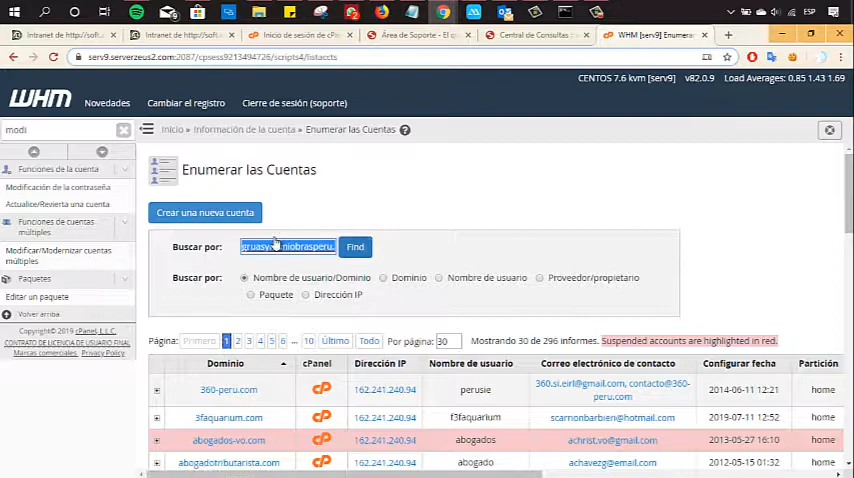 ESP
Intranet de http://soft
Intranet de http://soft
Inicio de sesión de cPa
Área de Soporte - El q
Central de Consultas
WHM [serv9] Enumerar
serv9.serverzeus2.com:2087/cpsess9213494726/scripts4/listaccts
CENTOS 7.6 kvm [serv9] v82.0.9 Load Averages: 0.85 1.43 1.69
WHM Novedades Cambiar el registro Cierre de sesión (soporte)
modi
Inicio » Información de la cuenta » Enumerar las Cuentas
Funciones de la cuenta
Modificación de la contraseña
Actualice/Revierta una cuenta
Funciones de cuentas
múltiples
Modificar/Modernizar cuentas
múltiples
Paquetes
Editar un paquete
Volver arriba
Copyright© 2019 cPanel, L.L.C.
CONTRATO DE LICENCIA DE USUARIO FINAL
Marcas comerciales Privacy Policy
Enumerar las Cuentas
Crear una nueva cuenta
Buscar por: Find
Buscar por: Nombre de usuario/Dominio Dominio Nombre de usuario Proveedor/propietario
Paquete Dirección IP
Página: Primero 1 2 3 4 5 6 ... 10 Último Todo Por página: 30 Mostrando 30 de 296 informes. Suspended accounts are highlighted in red.
Dominio cPanel Dirección IP Nombre de usuario Correo electrónico de contacto Configurar fecha Partición
360-peru.com cP 162.241.240.94 perusie 360.si.eirl@gmail.com, contacto@360-peru.com 2014-06-11 12:21 home
3faquarium.com cP 162.241.240.94 f3faquarium scarnonbarbieri@hotmail.com 2019-07-11 12:52 home
abogados-vo.com cP 162.241.240.94 abogados achrist.vo@gmail.com 2013-05-27 16:10 home
abogadotributarista.com cP 162.241.240.94 abogado achavezg@email.com 2012-05-15 01:32 home